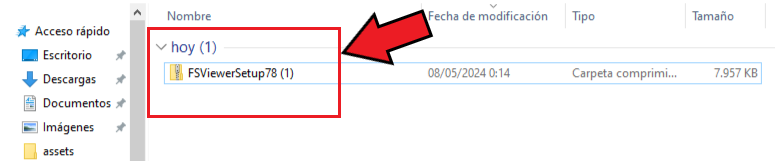 Nombre Fecha de modificación Tipo Tamaño
Acceso rápido
Escritorio
Descargas
Documentos
Imágenes
assets
hoy (1)
FSViewerSetup78 (1) 08/05/2024 0:14 Carpeta comprimi... 7.957 KB